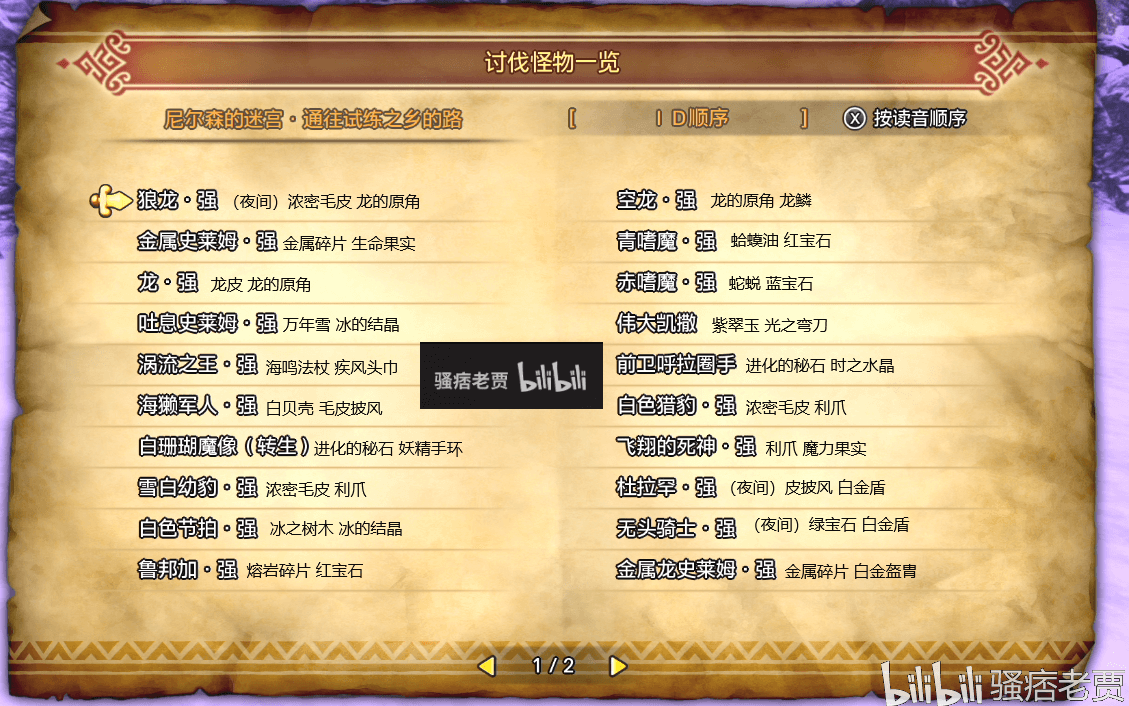 讨伐怪物一览
尼尔森的迷宫·通往试练之乡的路 [ ID顺序 ] X 按读音顺序
狼龙·强 （夜间）浓密毛皮 龙的原角
金属史莱姆·强 金属碎片 生命果实
龙·强 龙皮 龙的原角
吐息史莱姆·强 万年雪 冰的结晶
涡流之王·强 海鸣法杖 疾风头巾
海獭军人·强 白贝壳 毛皮披风
白珊瑚魔像（转生）进化的秘石 妖精手环
雪白幼豹·强 浓密毛皮 利爪
白色节拍·强 冰之树木 冰的结晶
鲁邦加·强 熔岩碎片 红宝石
空龙·强 龙的原角 龙鳞
青嗜魔·强 蛤蟆油 红宝石
赤嗜魔·强 蛇蜕 蓝宝石
伟大凯撒 紫翠玉 光之弯刀
前卫呼拉圈手 进化的秘石 时之水晶
白色猎豹·强 浓密毛皮 利爪
飞翔的死神·强 利爪 魔力果实
杜拉罕·强 （夜间）皮披风 白金盾
无头骑士·强 （夜间）绿宝石 白金盾
金属龙史莱姆·强 金属碎片 白金盔胄
骚痞老贾 bilibili
1/2
bilibili 骚痞老贾